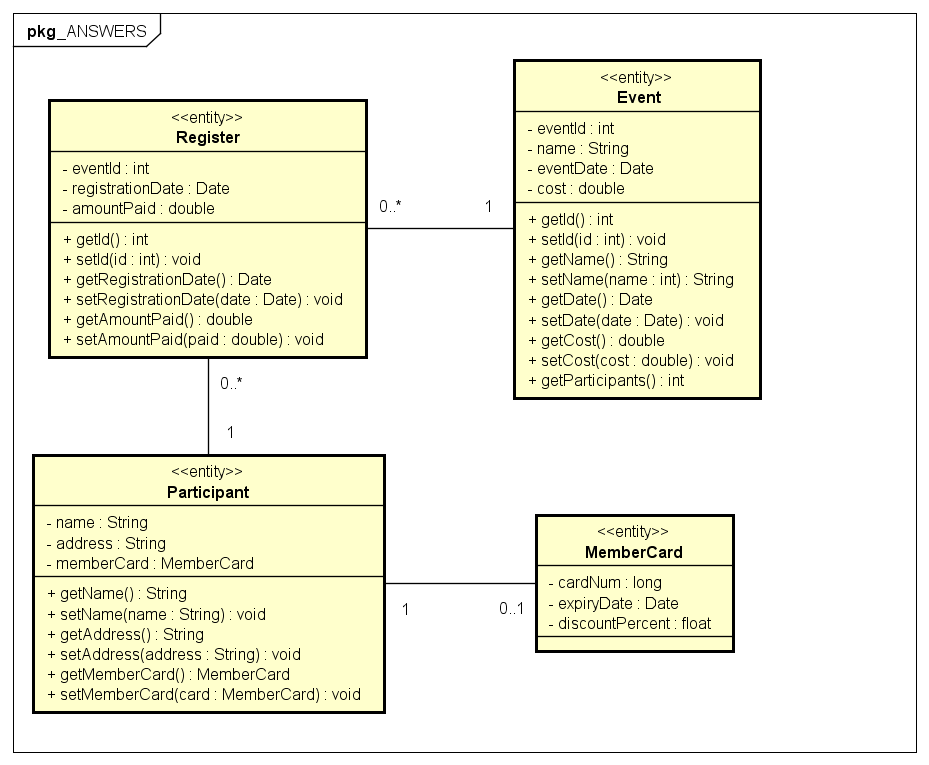 pkg_ANSWERS
<<entity>>
Register
- eventId : int
- registrationDate : Date
- amountPaid : double
+ getId() : int
+ setId(id : int) : void
+ getRegistrationDate() : Date
+ setRegistrationDate(date : Date) : void
+ getAmountPaid() : double
+ setAmountPaid(paid : double) : void
0..*
1
<<entity>>
Event
- eventId : int
- name : String
- eventDate : Date
- cost : double
+ getId() : int
+ setId(id : int) : void
+ getName() : String
+ setName(name : int) : String
+ getDate() : Date
+ setDate(date : Date) : void
+ getCost() : double
+ setCost(cost : double) : void
+ getParticipants() : int
0..*
1
<<entity>>
Participant
- name : String
- address : String
- memberCard : MemberCard
+ getName() : String
+ setName(name : String) : void
+ getAddress() : String
+ setAddress(address : String) : void
+ getMemberCard() : MemberCard
+ setMemberCard(card : MemberCard) : void
1
0..1
<<entity>>
MemberCard
- cardNum : long
- expiryDate : Date
- discountPercent : float